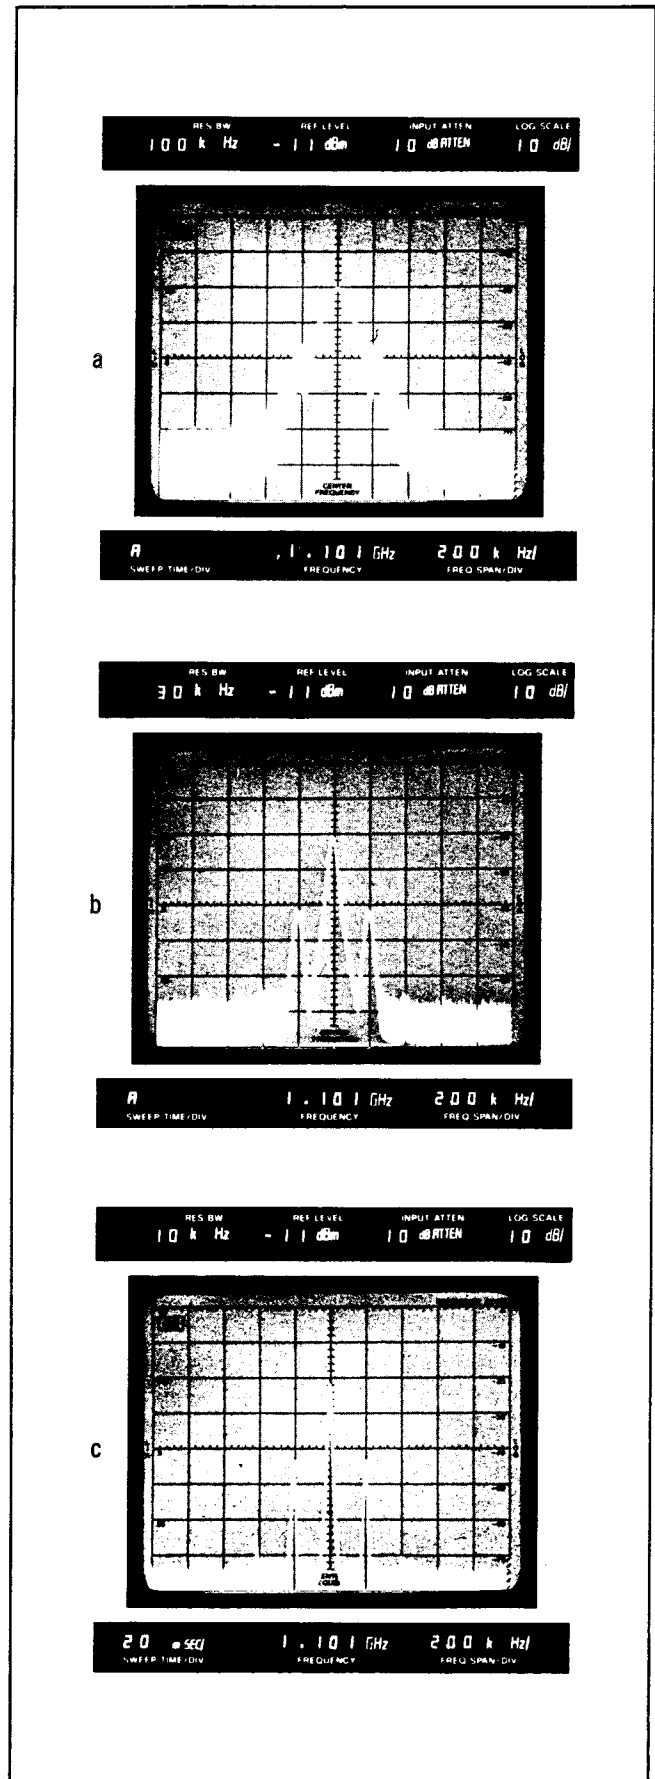 RES BW REF LEVEL INPUT ATTEN LOG SCALE
100 k Hz -11 dBm 10 dB ATTEN 10 dB/
a
CENTER
FREQUENCY
A 1.101 GHz 200 k Hz/
SWEEP TIME/DIV FREQUENCY FREQ SPAN/DIV
RES BW REF LEVEL INPUT ATTEN LOG SCALE
30 k Hz -11 dBm 10 dB ATTEN 10 dB/
b
A 1.101 GHz 200 k Hz/
SWEEP TIME/DIV FREQUENCY FREQ SPAN/DIV
RES BW REF LEVEL INPUT ATTEN LOG SCALE
10 k Hz -11 dBm 10 dB ATTEN 10 dB/
c
20 mSEC/ 1.101 GHz 200 k Hz/
SWEEP TIME/DIV FREQUENCY FREQ SPAN/DIV